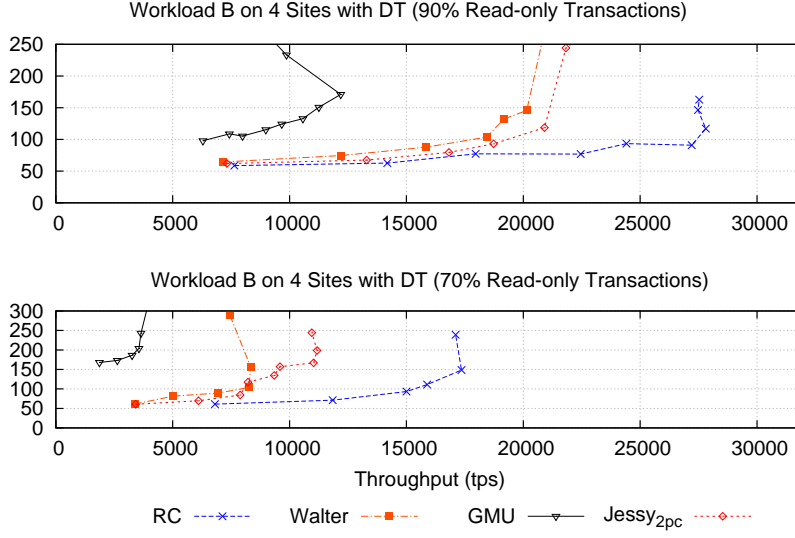 Workload B on 4 Sites with DT (90% Read-only Transactions)
250
200
150
100
50
0
0 5000 10000 15000 20000 25000 30000
Workload B on 4 Sites with DT (70% Read-only Transactions)
300
250
200
150
100
50
0
0 5000 10000 15000 20000 25000 30000
Throughput (tps)
RC Walter GMU Jessy2pc